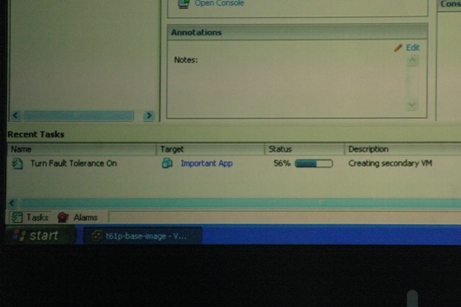 Open Console
Cons
Annotations
Edit
Notes:
Recent Tasks
Name Target Status Description
Turn Fault Tolerance On Important App 56% Creating secondary VM
Tasks Alarms
start t61p-base-image - V...